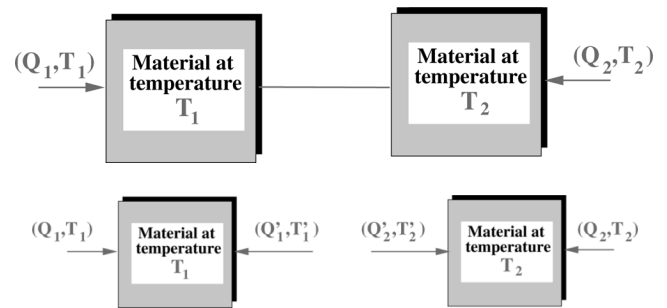 (Q₁,T₁)
Material at
temperature
T₁
Material at
temperature
T₂
(Q₂,T₂)
(Q₁,T₁)
Material at
temperature
T₁
(Q'₁,T'₁)
(Q'₂,T'₂)
Material at
temperature
T₂
(Q₂,T₂)